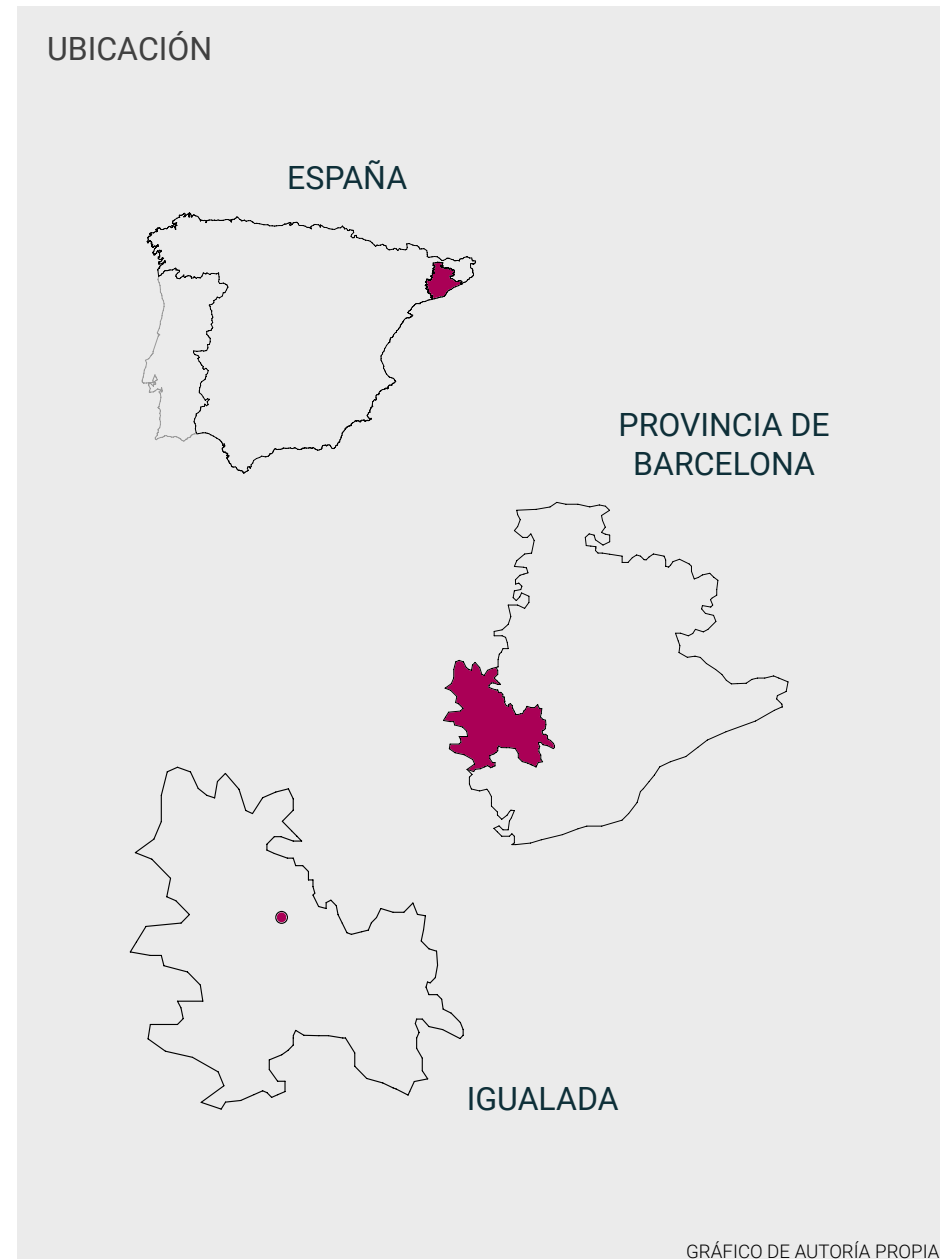 UBICACIÓN
ESPAÑA
PROVINCIA DE
BARCELONA
IGUALADA
GRÁFICO DE AUTORÍA PROPIA